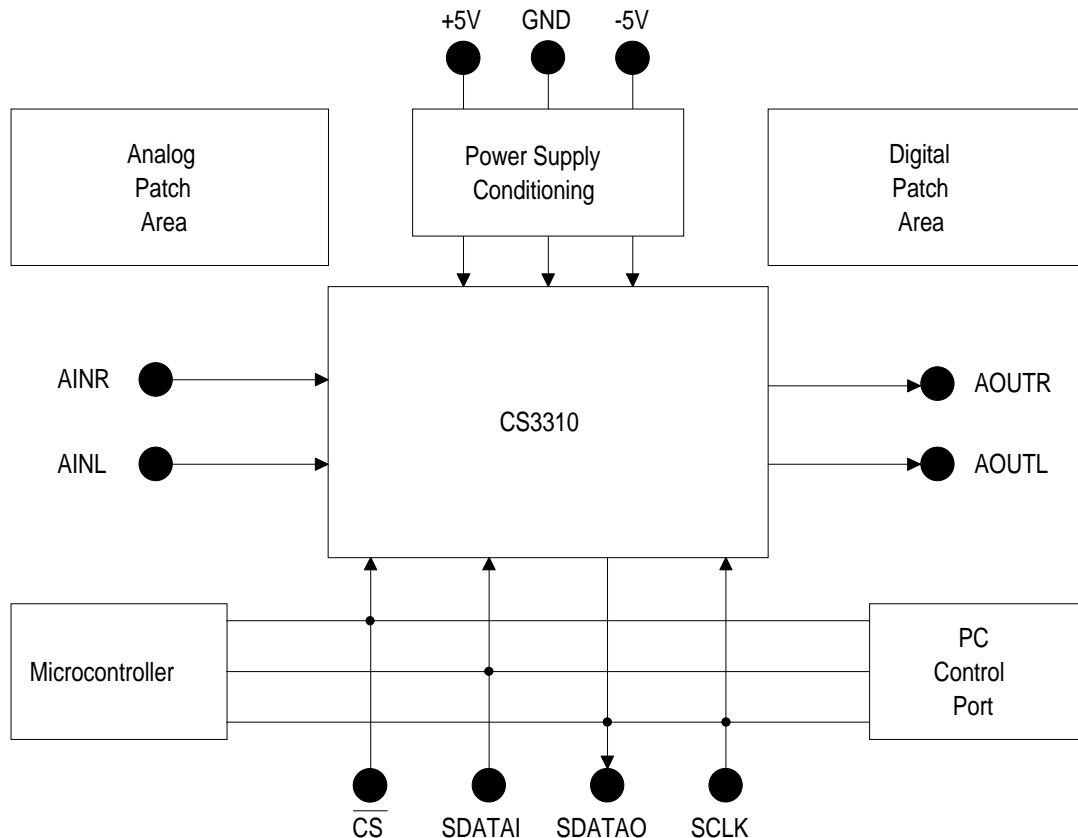 +5V
GND
-5V
Analog
Patch
Area
Power Supply
Conditioning
Digital
Patch
Area
AINR
AINL
CS3310
AOUTR
AOUTL
Microcontroller
PC
Control
Port
C̅S̅
SDATAI
SDATAO
SCLK